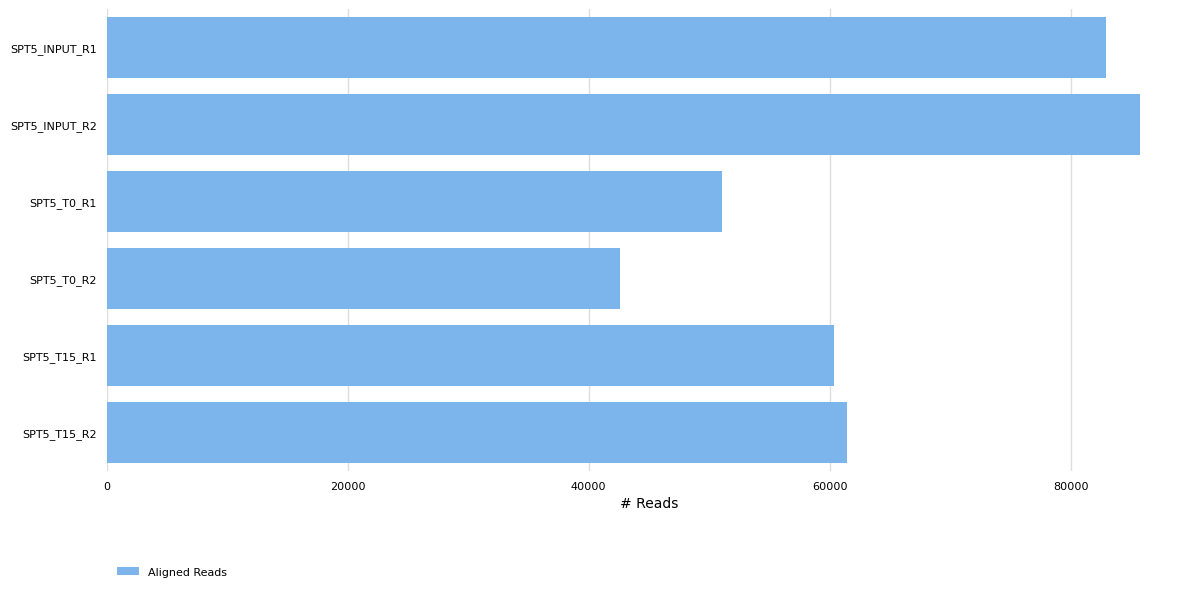 SPT5_INPUT_R1
SPT5_INPUT_R2
SPT5_T0_R1
SPT5_T0_R2
SPT5_T15_R1
SPT5_T15_R2
0 20000 40000 60000 80000
# Reads
Aligned Reads